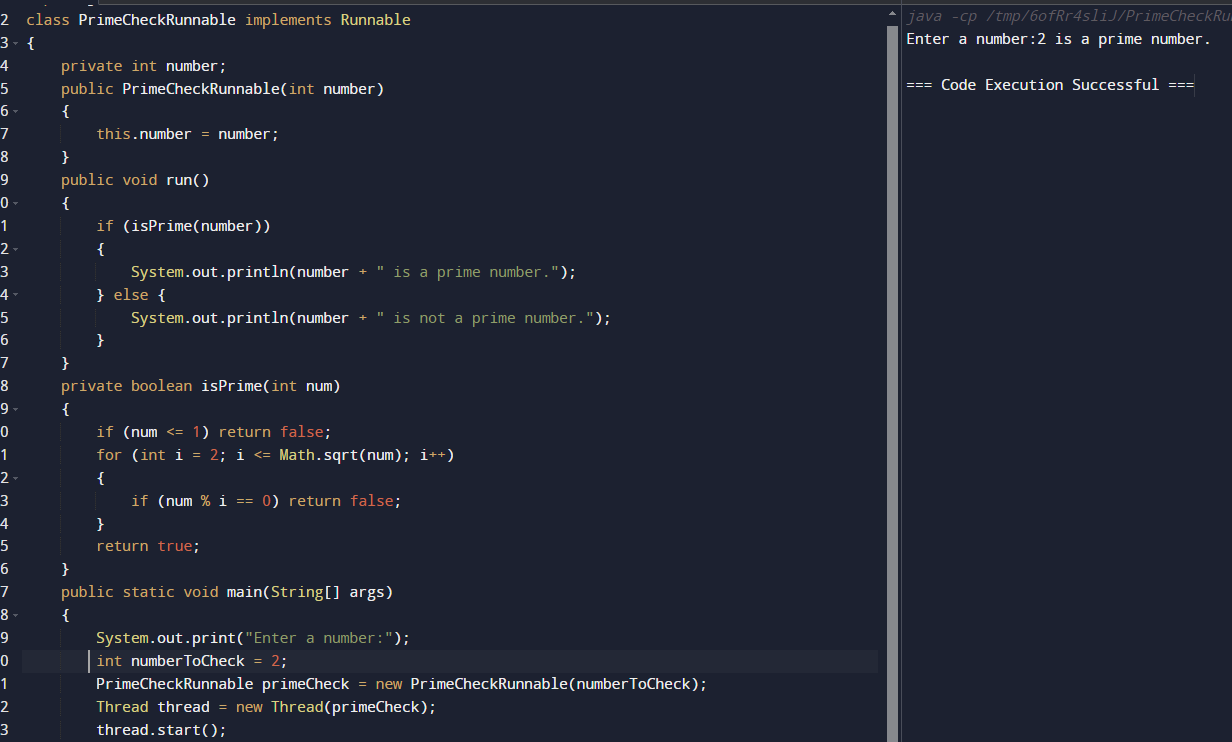 2 class PrimeCheckRunnable implements Runnable
3 {
4 private int number;
5 public PrimeCheckRunnable(int number)
6 {
7 this.number = number;
8 }
9 public void run()
0 {
1 if (isPrime(number))
2 {
3 System.out.println(number + " is a prime number.");
4 } else {
5 System.out.println(number + " is not a prime number.");
6 }
7 }
8 private boolean isPrime(int num)
9 {
0 if (num <= 1) return false;
1 for (int i = 2; i <= Math.sqrt(num); i++)
2 {
3 if (num % i == 0) return false;
4 }
5 return true;
6 }
7 public static void main(String[] args)
8 {
9 System.out.print("Enter a number:");
0 int numberToCheck = 2;
1 PrimeCheckRunnable primeCheck = new PrimeCheckRunnable(numberToCheck);
2 Thread thread = new Thread(primeCheck);
3 thread.start();
java -cp /tmp/6ofRr4sliJ/PrimeCheckRu
Enter a number:2 is a prime number.
=== Code Execution Successful ===